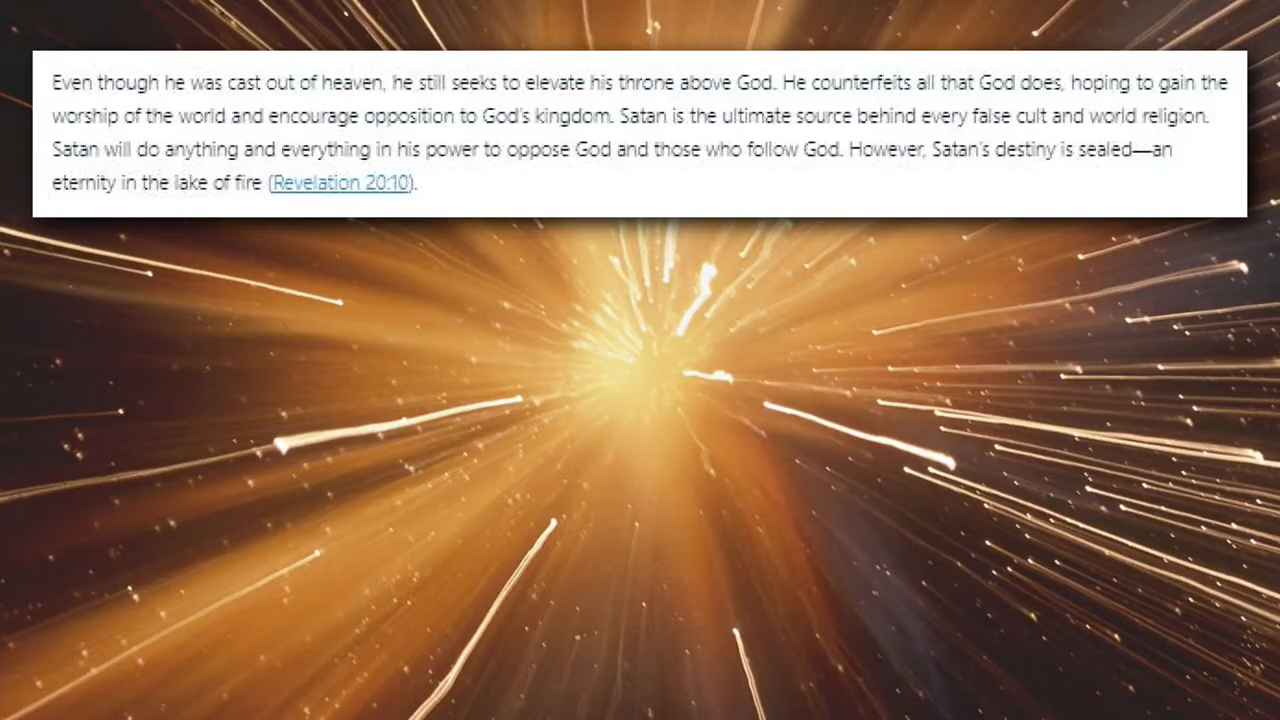 Even though he was cast out of heaven, he still seeks to elevate his throne above God. He counterfeits all that God does, hoping to gain the
worship of the world and encourage opposition to God's kingdom. Satan is the ultimate source behind every false cult and world religion.
Satan will do anything and everything in his power to oppose God and those who follow God. However, Satan's destiny is sealed—an
eternity in the lake of fire (Revelation 20:10).